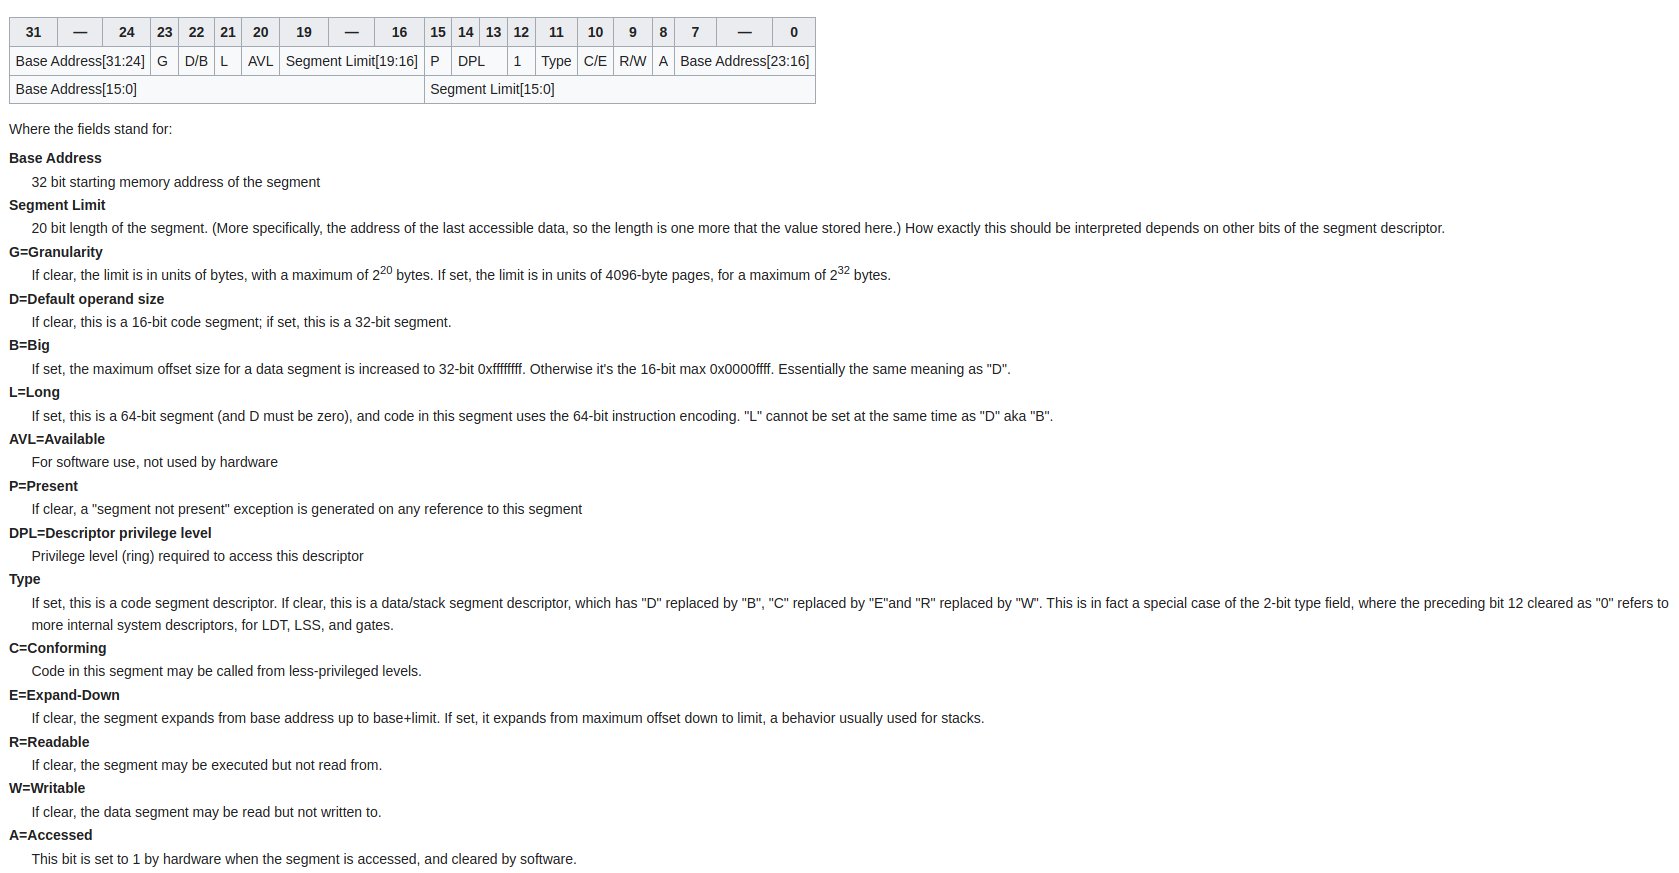 31 — 24 23 22 21 20 19 — 16 15 14 13 12 11 10 9 8 7 — 0
Base Address[31:24] G D/B L AVL Segment Limit[19:16] P DPL 1 Type C/E R/W A Base Address[23:16]
Base Address[15:0] Segment Limit[15:0]
Where the fields stand for:
Base Address
32 bit starting memory address of the segment
Segment Limit
20 bit length of the segment. (More specifically, the address of the last accessible data, so the length is one more that the value stored here.) How exactly this should be interpreted depends on other bits of the segment descriptor.
G=Granularity
If clear, the limit is in units of bytes, with a maximum of 2^20 bytes. If set, the limit is in units of 4096-byte pages, for a maximum of 2^32 bytes.
D=Default operand size
If clear, this is a 16-bit code segment; if set, this is a 32-bit segment.
B=Big
If set, the maximum offset size for a data segment is increased to 32-bit 0xffffffff. Otherwise it's the 16-bit max 0x0000ffff. Essentially the same meaning as "D".
L=Long
If set, this is a 64-bit segment (and D must be zero), and code in this segment uses the 64-bit instruction encoding. "L" cannot be set at the same time as "D" aka "B".
AVL=Available
For software use, not used by hardware
P=Present
If clear, a "segment not present" exception is generated on any reference to this segment
DPL=Descriptor privilege level
Privilege level (ring) required to access this descriptor
Type
If set, this is a code segment descriptor. If clear, this is a data/stack segment descriptor, which has "D" replaced by "B", "C" replaced by "E"and "R" replaced by "W". This is in fact a special case of the 2-bit type field, where the preceding bit 12 cleared as "0" refers to
more internal system descriptors, for LDT, LSS, and gates.
C=Conforming
Code in this segment may be called from less-privileged levels.
E=Expand-Down
If clear, the segment expands from base address up to base+limit. If set, it expands from maximum offset down to limit, a behavior usually used for stacks.
R=Readable
If clear, the segment may be executed but not read from.
W=Writable
If clear, the data segment may be read but not written to.
A=Accessed
This bit is set to 1 by hardware when the segment is accessed, and cleared by software.